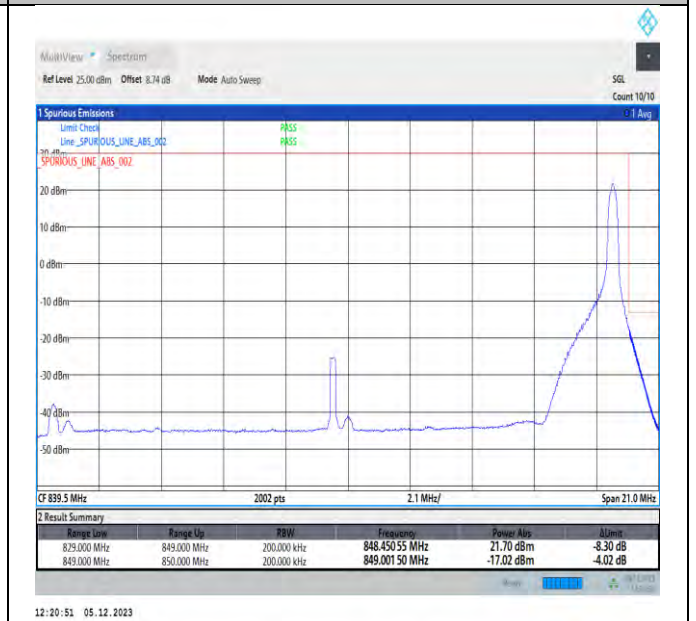 MultiView Spectrum
Ref Level 25.00 dBm Offset 8.74 dB Mode Auto Sweep SGL
Count 10/10
1 Spurious Emissions 1 Avg
Limit Check PASS
Line _SPURIOUS_LINE_ABS_002 PASS
30 dBm
_SPURIOUS_LINE_ABS_002
20 dBm
10 dBm
0 dBm
-10 dBm
-20 dBm
-30 dBm
-40 dBm
-50 dBm
CF 839.5 MHz 2002 pts 2.1 MHz/ Span 21.0 MHz
2 Result Summary
Range Low Range Up RBW Frequency Power Abs ΔLimit
829.000 MHz 849.000 MHz 200.000 kHz 848.45055 MHz 21.70 dBm -8.30 dB
849.000 MHz 850.000 MHz 200.000 kHz 849.00150 MHz -17.02 dBm -4.02 dB
12:20:51 05.12.2023